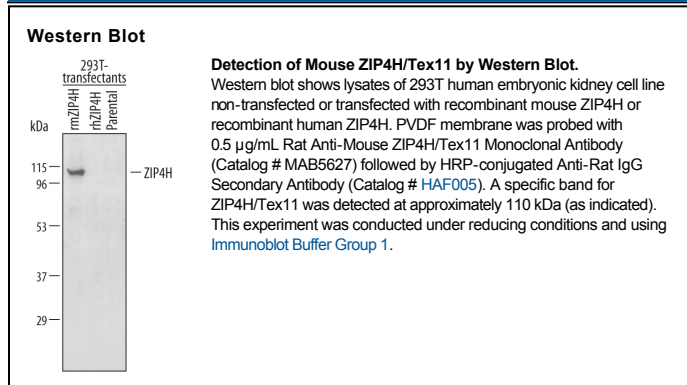 Western Blot
293T-
transfectants
rmZIP4H
rhZIP4H
Parental
kDa
115
96
53
37
29
ZIP4H
Detection of Mouse ZIP4H/Tex11 by Western Blot.
Western blot shows lysates of 293T human embryonic kidney cell line
non-transfected or transfected with recombinant mouse ZIP4H or
recombinant human ZIP4H. PVDF membrane was probed with
0.5 µg/mL Rat Anti-Mouse ZIP4H/Tex11 Monoclonal Antibody
(Catalog # MAB5627) followed by HRP-conjugated Anti-Rat IgG
Secondary Antibody (Catalog # HAF005). A specific band for
ZIP4H/Tex11 was detected at approximately 110 kDa (as indicated).
This experiment was conducted under reducing conditions and using
Immunoblot Buffer Group 1.